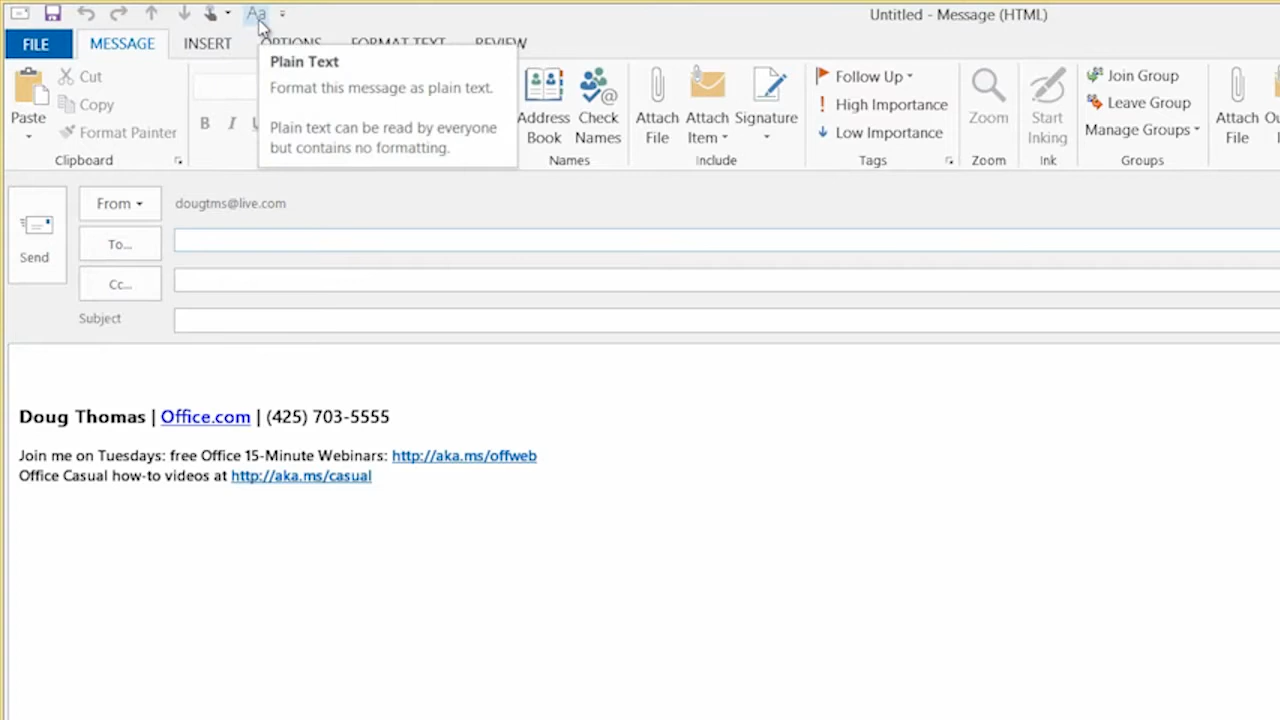 Aa
Untitled - Message (HTML)
FILE
MESSAGE
INSERT
OPTIONS
FORMAT TEXT
REVIEW
Plain Text
Format this message as plain text.
Plain text can be read by everyone
but contains no formatting.
Paste
Cut
Copy
Format Painter
Clipboard
B I
Address
Book
Check
Names
Names
Attach
File
Attach
Item
Signature
Include
Follow Up
High Importance
Low Importance
Tags
Zoom
Zoom
Start
Inking
Ink
Join Group
Leave Group
Manage Groups
Groups
Attach
File
Send
From
dougtms@live.com
To...
Cc...
Subject
Doug Thomas | Office.com | (425) 703-5555
Join me on Tuesdays: free Office 15-Minute Webinars: http://aka.ms/offweb
Office Casual how-to videos at http://aka.ms/casual